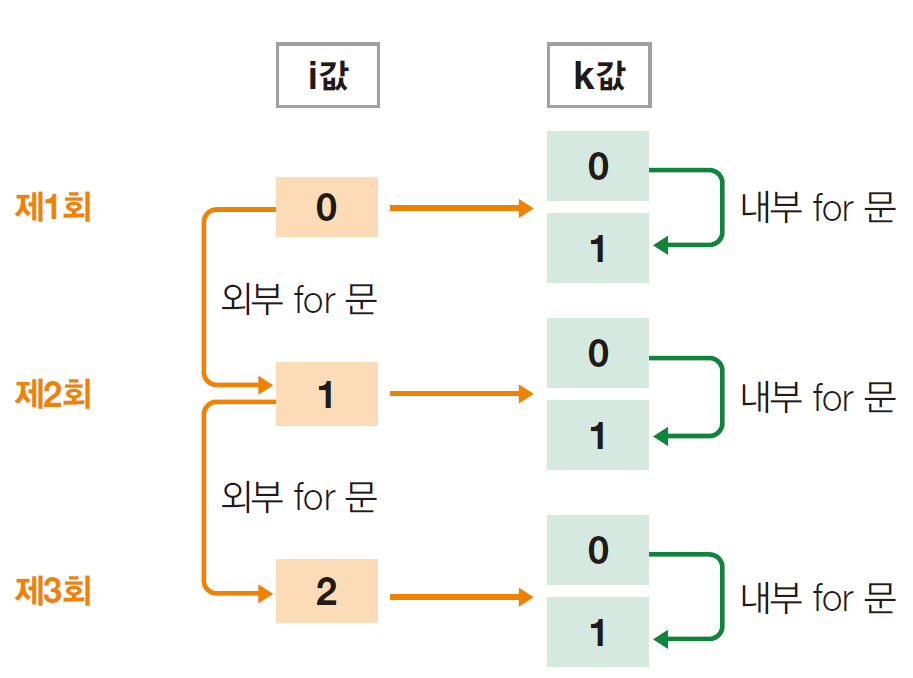 i값
k값
제1회
0
0
1
내부 for 문
외부 for 문
제2회
1
0
1
내부 for 문
외부 for 문
제3회
2
0
1
내부 for 문